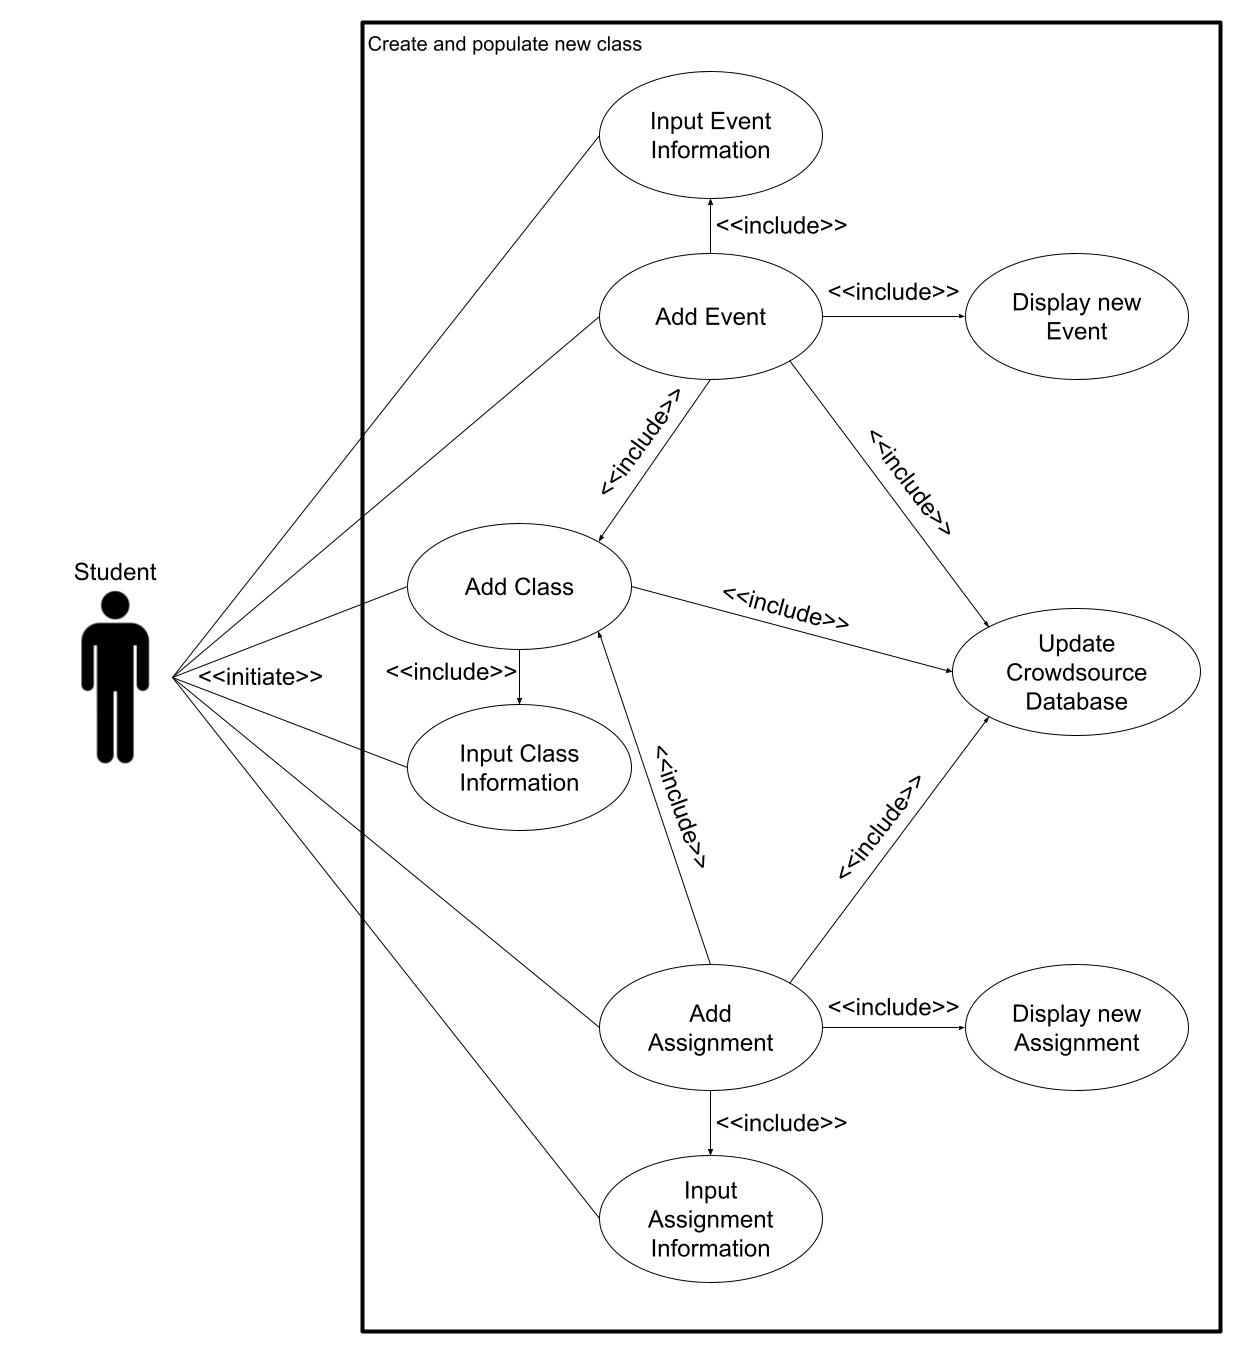 Create and populate new class
Input Event
Information
<<include>>
Add Event
<<include>>
Display new
Event
<<include>>
<<include>>
Student
Add Class
<<include>>
Update
Crowdsource
Database
<<initiate>>
<<include>>
Input Class
Information
<<include>>
<<include>>
Add
Assignment
<<include>>
Display new
Assignment
<<include>>
Input
Assignment
Information